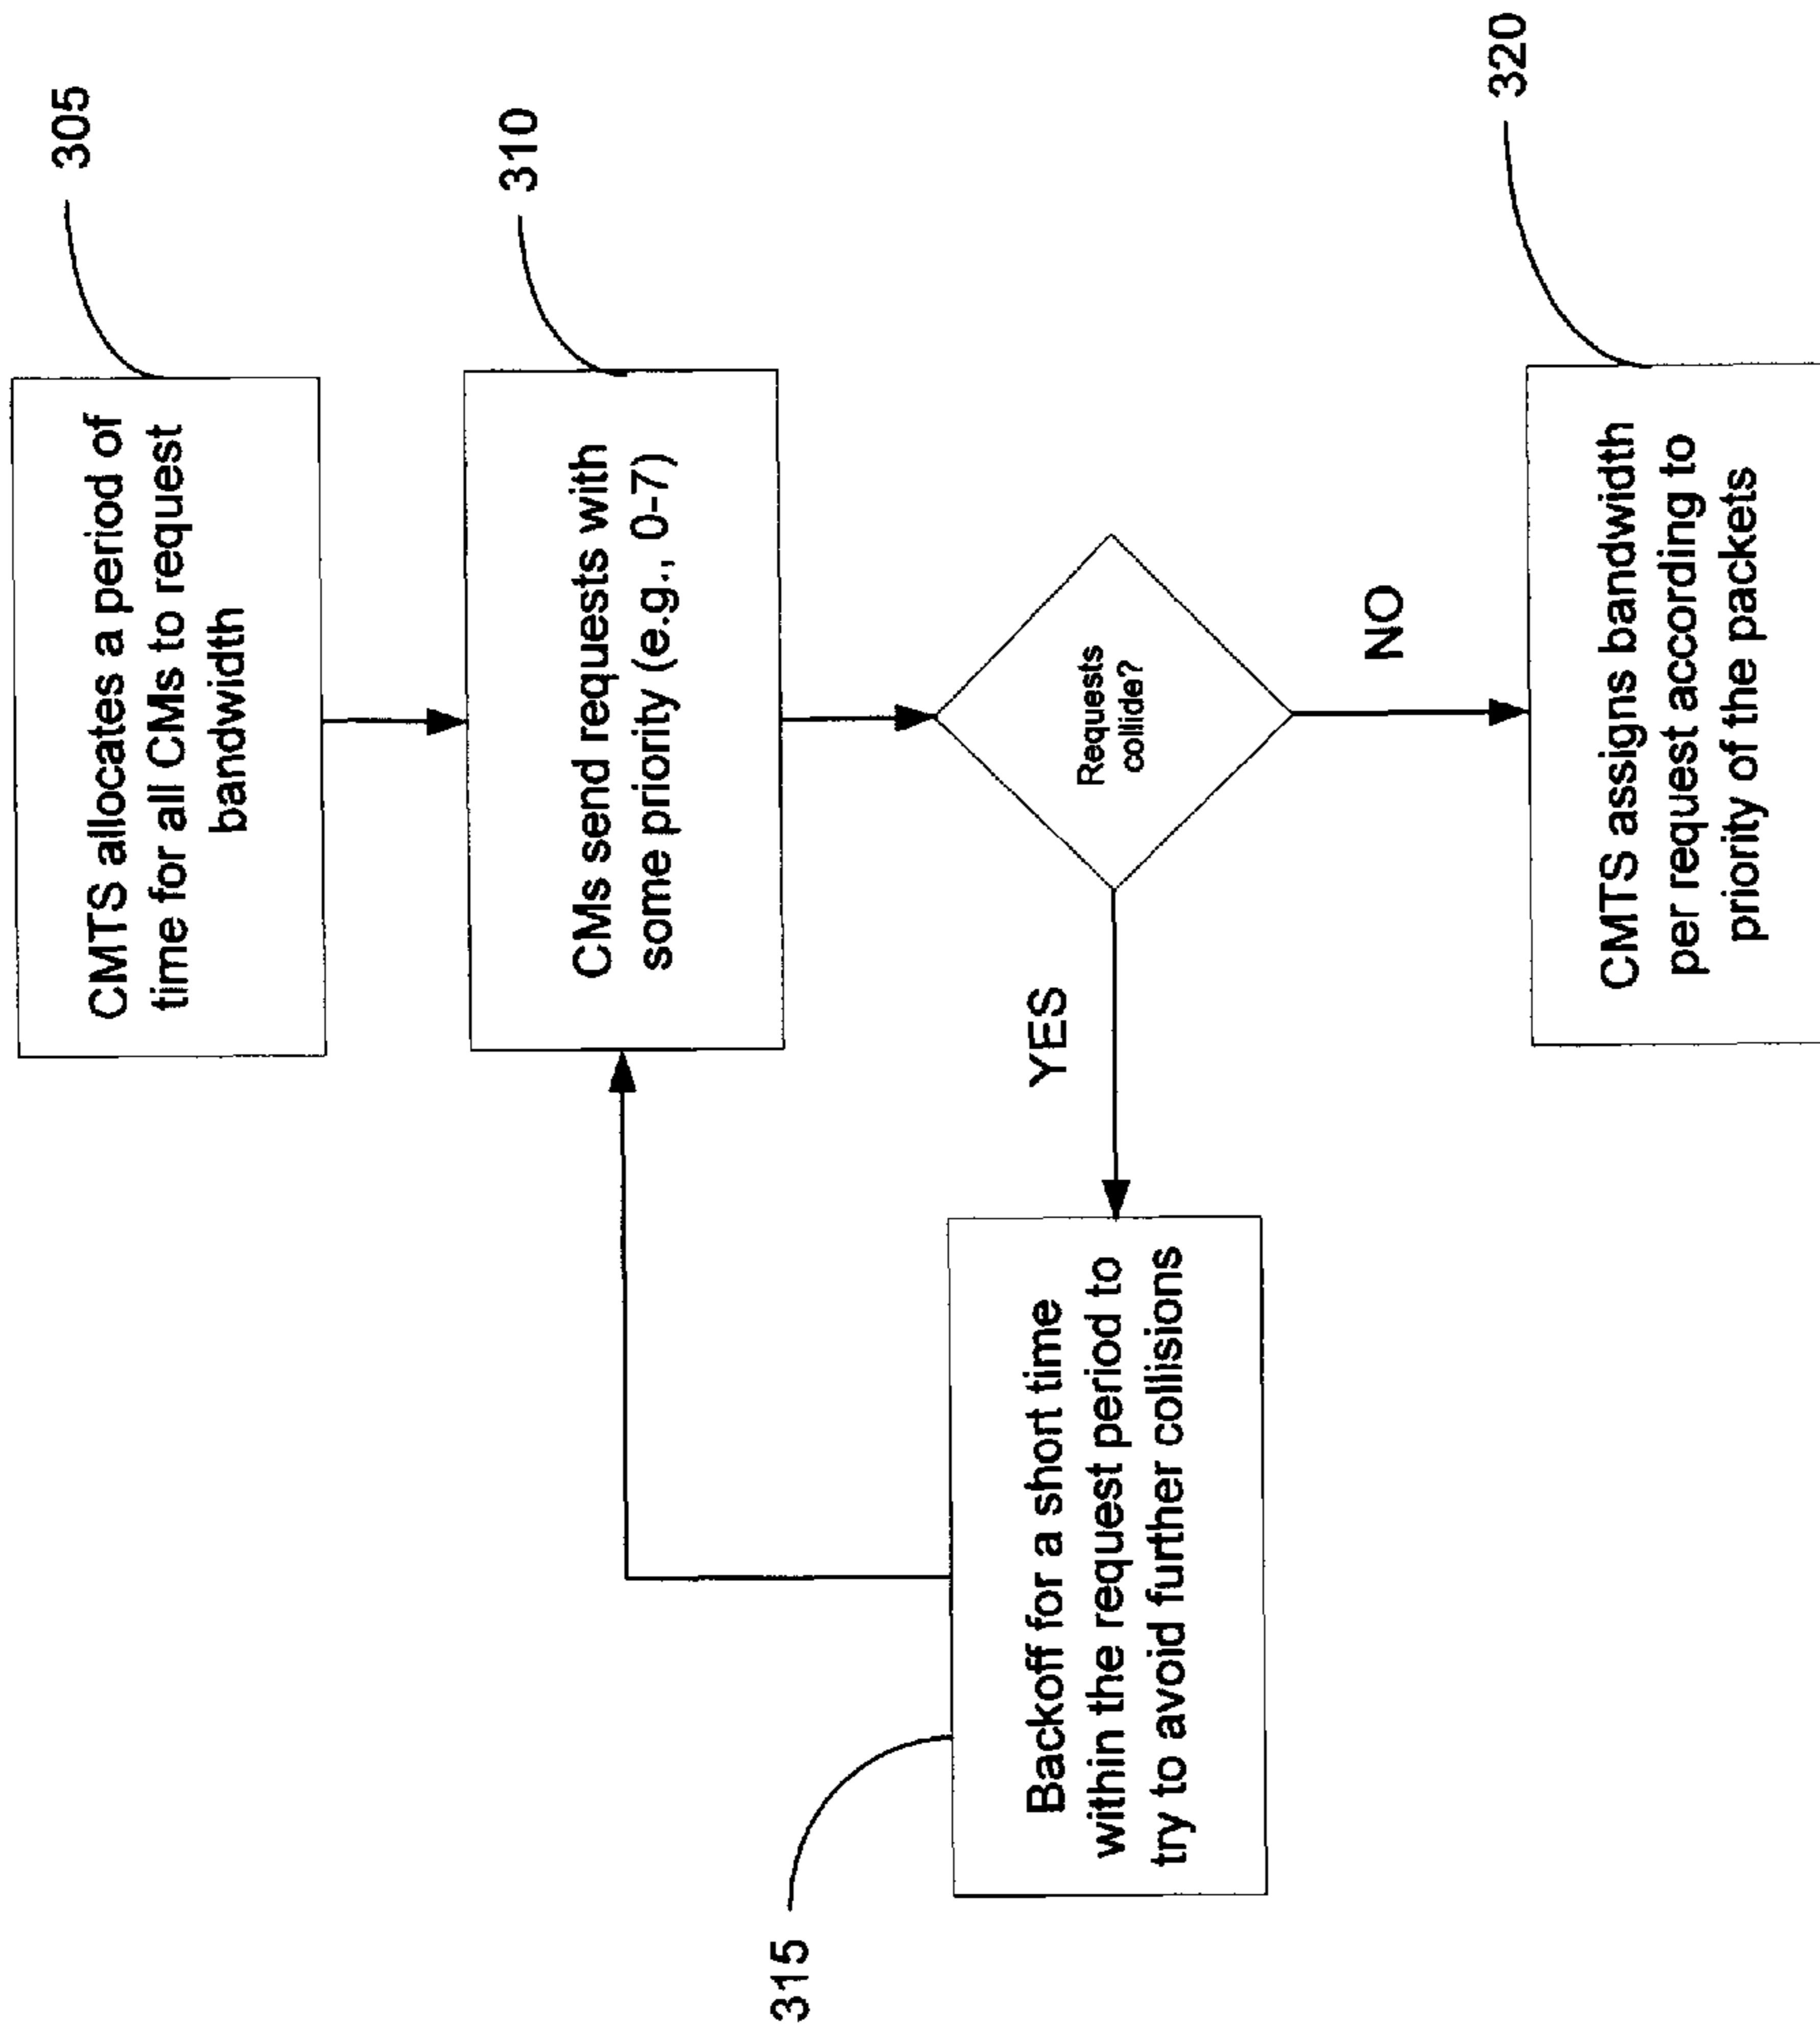 305
CMTS allocates a period of
time for all CMs to request
bandwidth
310
CMs send requests with
some priority (e.g., 0-7)
Requests
collide?
YES
NO
315
Backoff for a short time
within the request period to
try to avoid further collisions
320
CMTS assigns bandwidth
per request according to
priority of the packets